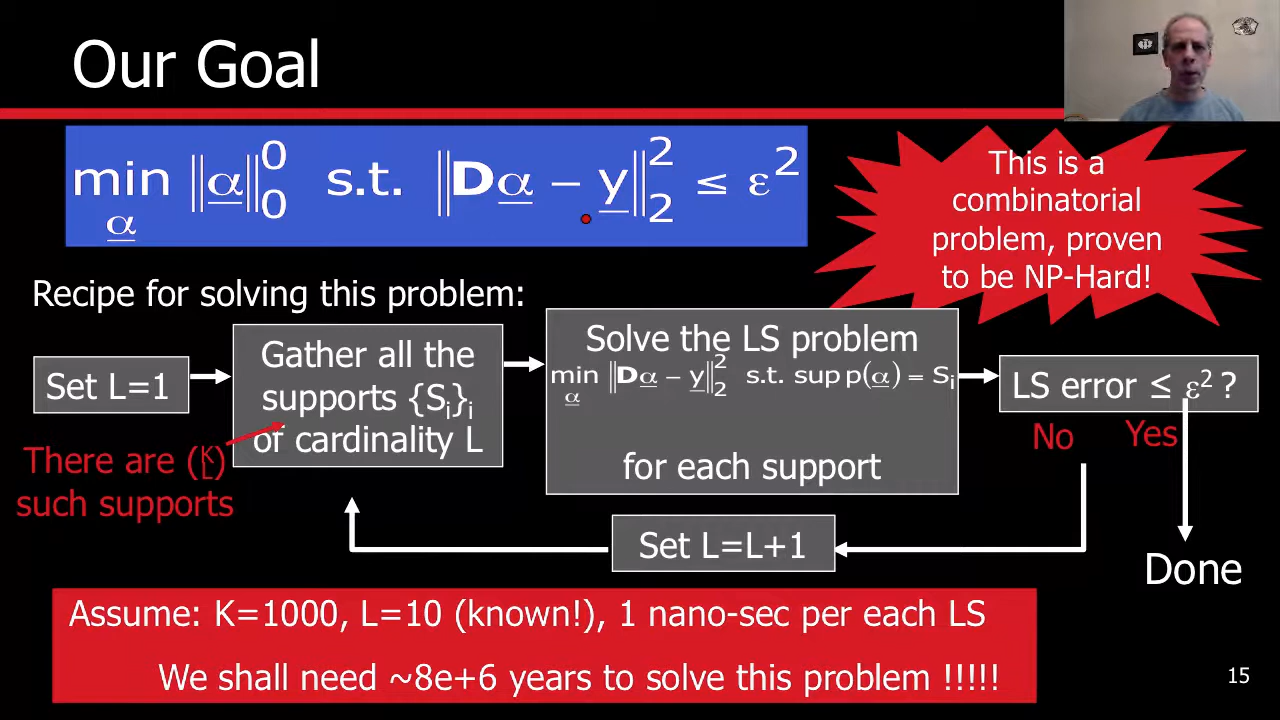 Our Goal
min_α ‖α‖₀⁰ s.t. ‖Dα − y‖₂² ≤ ε²
This is a
combinatorial
problem, proven
to be NP-Hard!
Recipe for solving this problem:
Set L=1
Gather all the
supports {Sᵢ}ᵢ
of cardinality L
Solve the LS problem
min_α ‖Dα − y‖₂² s.t. supp(α) = Sᵢ
for each support
LS error ≤ ε² ?
No
Yes
There are (K L)
such supports
Set L=L+1
Done
Assume: K=1000, L=10 (known!), 1 nano-sec per each LS
We shall need ~8e+6 years to solve this problem !!!!!
15